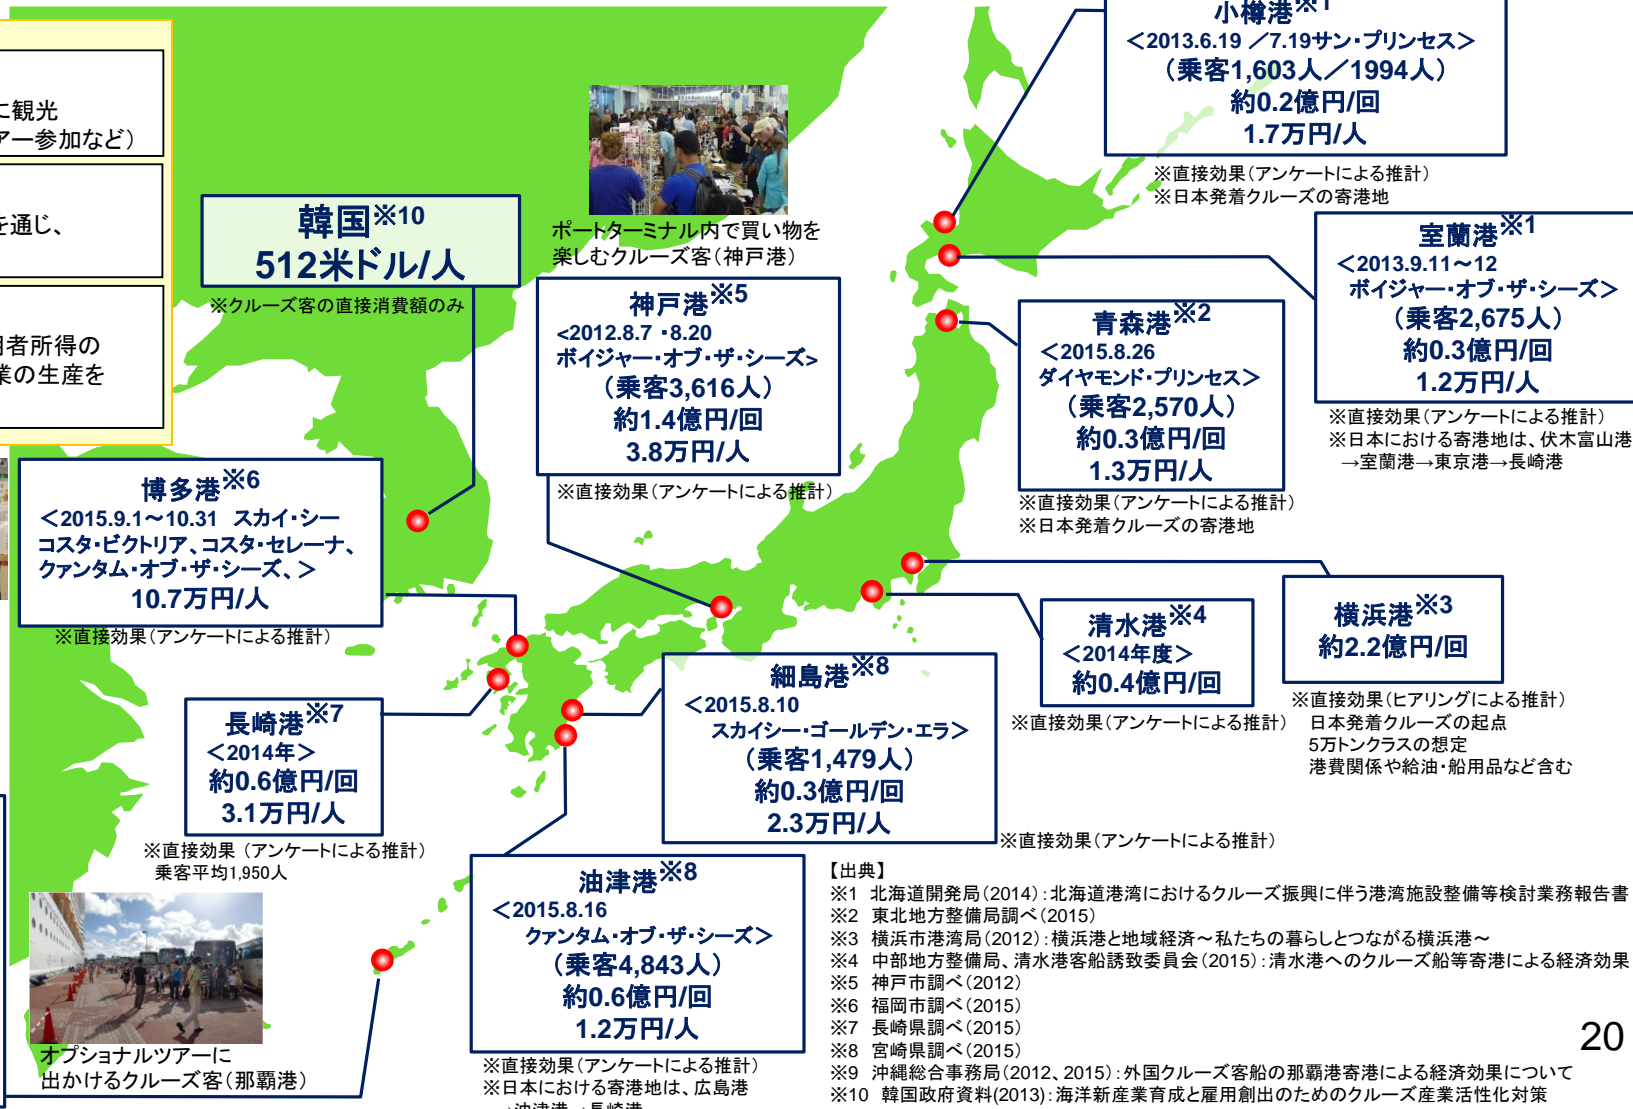 小樽港※1
＜2013.6.19 ／7.19サン・プリンセス＞
（乗客1,603人／1994人）
約0.2億円/回
1.7万円/人
※直接効果（アンケートによる推計）
※日本発着クルーズの寄港地
に観光
アー参加など）
を通じ、
用者所得の
業の生産を
韓国※10
512米ドル/人
※クルーズ客の直接消費額のみ
ポートターミナル内で買い物を
楽しむクルーズ客（神戸港）
室蘭港※1
＜2013.9.11～12
ボイジャー・オブ・ザ・シーズ＞
（乗客2,675人）
約0.3億円/回
1.2万円/人
※直接効果（アンケートによる推計）
※日本における寄港地は、伏木富山港
→室蘭港→東京港→長崎港
神戸港※5
<2012.8.7 ・8.20
ボイジャー・オブ・ザ・シーズ>
（乗客3,616人）
約1.4億円/回
3.8万円/人
※直接効果（アンケートによる推計）
青森港※2
＜2015.8.26
ダイヤモンド・プリンセス＞
（乗客2,570人）
約0.3億円/回
1.3万円/人
※直接効果（アンケートによる推計）
※日本発着クルーズの寄港地
博多港※6
＜2015.9.1～10.31 スカイ・シー
コスタ・ビクトリア、コスタ・セレーナ、
クァンタム・オブ・ザ・シーズ、＞
10.7万円/人
※直接効果（アンケートによる推計）
横浜港※3
約2.2億円/回
※直接効果（ヒアリングによる推計）
日本発着クルーズの起点
5万トンクラスの想定
港費関係や給油・船用品など含む
清水港※4
＜2014年度＞
約0.4億円/回
※直接効果（アンケートによる推計）
細島港※8
＜2015.8.10
スカイシー・ゴールデン・エラ＞
（乗客1,479人）
約0.3億円/回
2.3万円/人
※直接効果（アンケートによる推計）
長崎港※7
＜2014年＞
約0.6億円/回
3.1万円/人
※直接効果 （アンケートによる推計）
乗客平均1,950人
油津港※8
＜2015.8.16
クァンタム・オブ・ザ・シーズ＞
（乗客4,843人）
約0.6億円/回
1.2万円/人
※直接効果（アンケートによる推計）
※日本における寄港地は、広島港
→油津港→長崎港
オプショナルツアーに
出かけるクルーズ客（那覇港）
【出典】
※1 北海道開発局（2014）：北海道港湾におけるクルーズ振興に伴う港湾施設整備等検討業務報告書
※2 東北地方整備局調べ（2015）
※3 横浜市港湾局（2012）：横浜港と地域経済～私たちの暮らしとつながる横浜港～
※4 中部地方整備局、清水港客船誘致委員会（2015）：清水港へのクルーズ船等寄港による経済効果
※5 神戸市調べ（2012）
※6 福岡市調べ（2015）
※7 長崎県調べ（2015）
※8 宮崎県調べ（2015）
※9 沖縄総合事務局（2012、2015）：外国クルーズ客船の那覇港寄港による経済効果について
※10 韓国政府資料(2013)：海洋新産業育成と雇用創出のためのクルーズ産業活性化対策
20